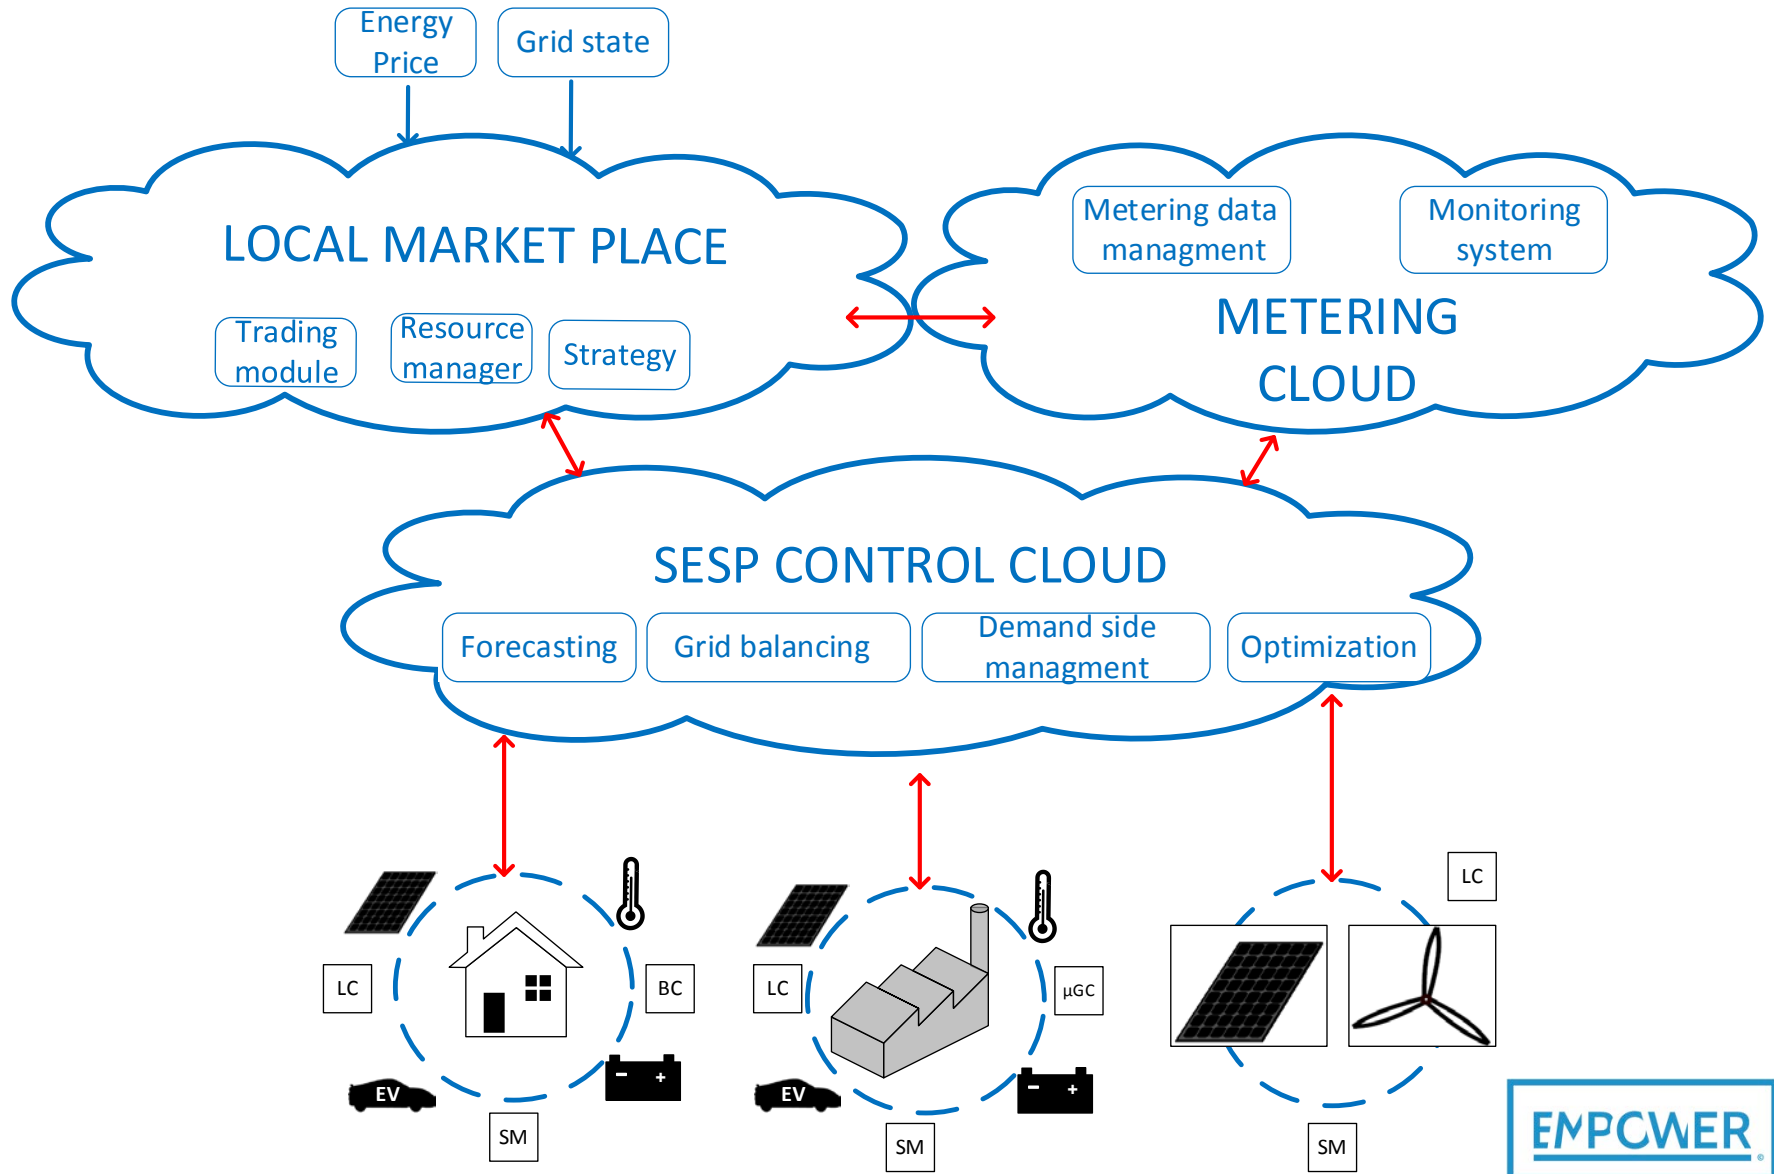 Energy
Price
Grid state
LOCAL MARKET PLACE
Trading
module
Resource
manager
Strategy
Metering data
managment
Monitoring
system
METERING
CLOUD
SESP CONTROL CLOUD
Forecasting
Grid balancing
Demand side
managment
Optimization
LC
BC
EV
SM
LC
µGC
EV
SM
LC
SM
EMPOWER